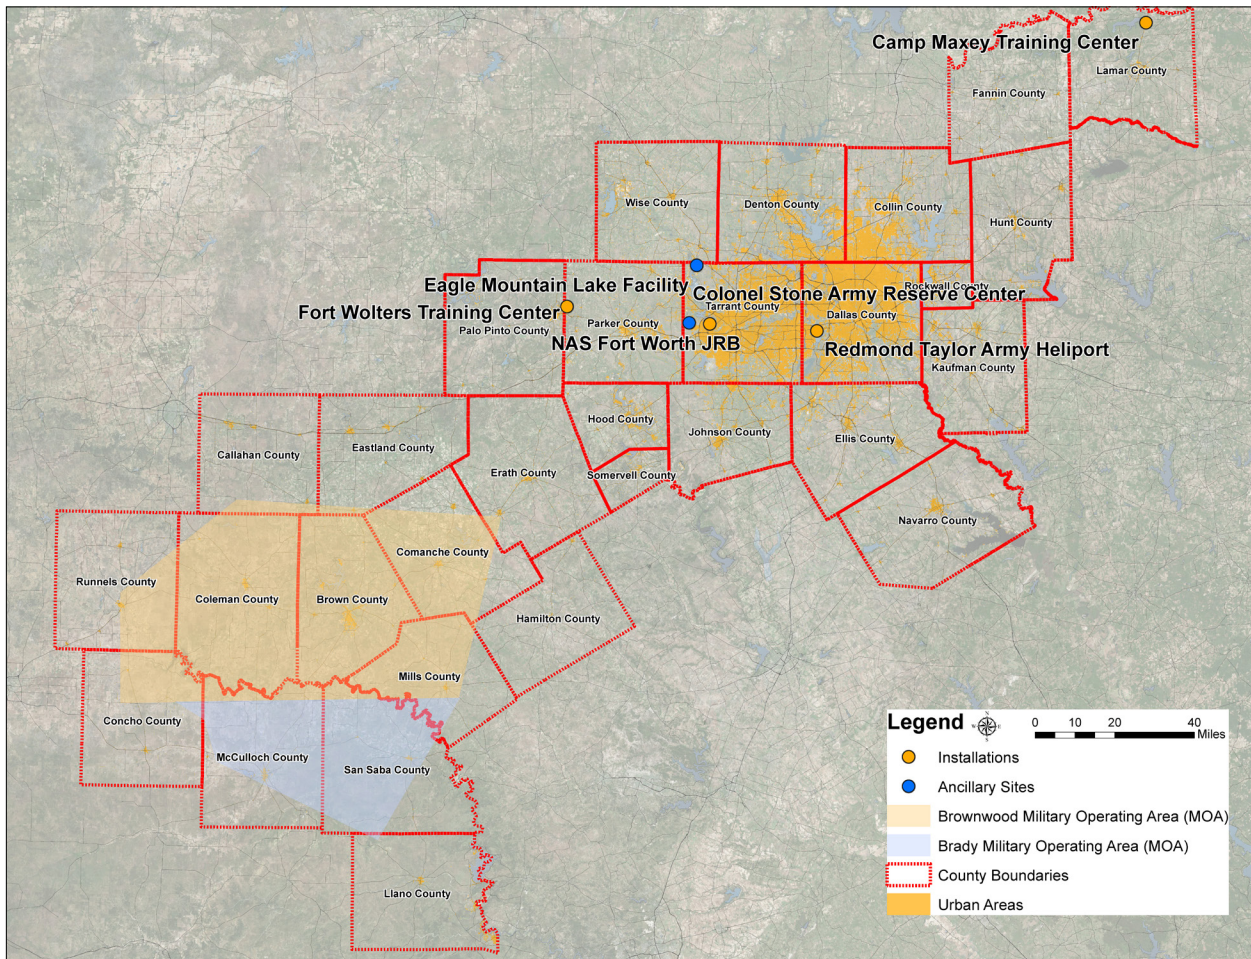 Camp Maxey Training Center
Lamar County
Fannin County
Wise County
Denton County
Collin County
Hunt County
Eagle Mountain Lake Facility
Colonel Stone Army Reserve Center
Rockwall County
Fort Wolters Training Center
Tarrant County
Dallas County
Palo Pinto County
Parker County
NAS Fort Worth JRB
Redmond Taylor Army Heliport
Kaufman County
Hood County
Johnson County
Ellis County
Callahan County
Eastland County
Erath County
Somervell County
Navarro County
Comanche County
Runnels County
Coleman County
Brown County
Hamilton County
Mills County
Concho County
McCulloch County
San Saba County
Llano County
Legend
N
W
E
S
0 10 20 40
Miles
Installations
Ancillary Sites
Brownwood Military Operating Area (MOA)
Brady Military Operating Area (MOA)
County Boundaries
Urban Areas